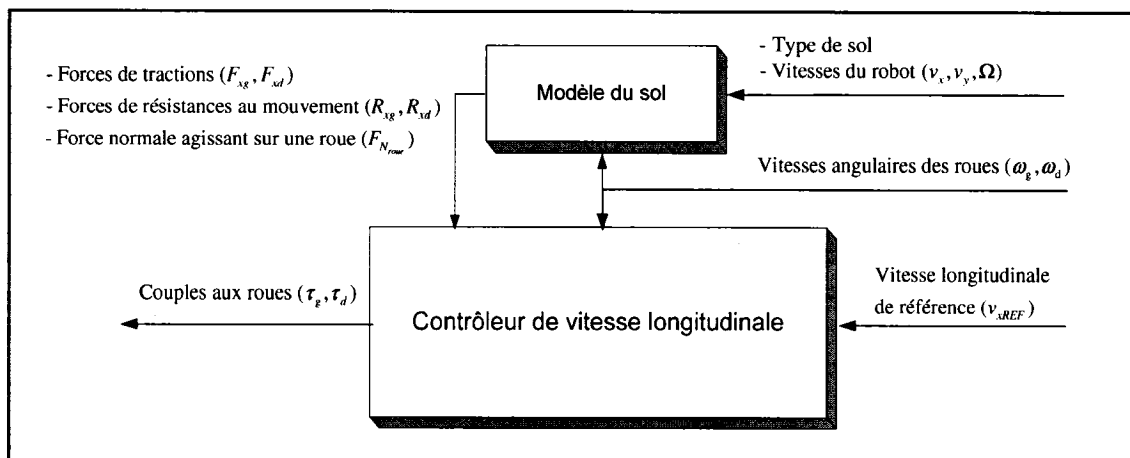 - Forces de tractions (F_xg, F_xd)
- Forces de résistances au mouvement (R_xg, R_xd)
- Force normale agissant sur une roue (F_N_roue)
Modèle du sol
- Type de sol
- Vitesses du robot (v_x, v_y, Ω)
Vitesses angulaires des roues (ω_g, ω_d)
Couples aux roues (τ_g, τ_d)
Contrôleur de vitesse longitudinale
Vitesse longitudinale
de référence (v_xREF)